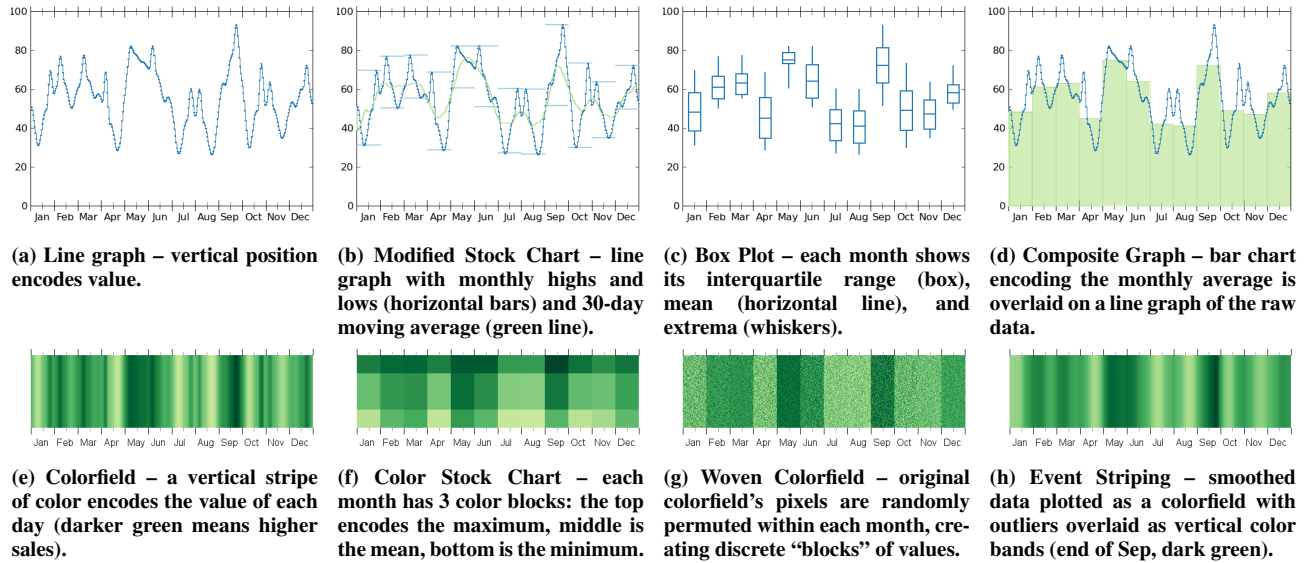 100
80
60
40
20
0
Jan Feb Mar Apr May Jun Jul Aug Sep Oct Nov Dec
(a) Line graph – vertical position
encodes value.
100
80
60
40
20
0
Jan Feb Mar Apr May Jun Jul Aug Sep Oct Nov Dec
(b) Modified Stock Chart – line
graph with monthly highs and
lows (horizontal bars) and 30-day
moving average (green line).
100
80
60
40
20
0
Jan Feb Mar Apr May Jun Jul Aug Sep Oct Nov Dec
(c) Box Plot – each month shows
its interquartile range (box),
mean (horizontal line), and
extrema (whiskers).
100
80
60
40
20
0
Jan Feb Mar Apr May Jun Jul Aug Sep Oct Nov Dec
(d) Composite Graph – bar chart
encoding the monthly average is
overlaid on a line graph of the raw
data.
Jan Feb Mar Apr May Jun Jul Aug Sep Oct Nov Dec
(e) Colorfield – a vertical stripe
of color encodes the value of each
day (darker green means higher
sales).
Jan Feb Mar Apr May Jun Jul Aug Sep Oct Nov Dec
(f) Color Stock Chart – each
month has 3 color blocks: the top
encodes the maximum, middle is
the mean, bottom is the minimum.
Jan Feb Mar Apr May Jun Jul Aug Sep Oct Nov Dec
(g) Woven Colorfield – original
colorfield's pixels are randomly
permuted within each month, cre-
ating discrete “blocks” of values.
Jan Feb Mar Apr May Jun Jul Aug Sep Oct Nov Dec
(h) Event Striping – smoothed
data plotted as a colorfield with
outliers overlaid as vertical color
bands (end of Sep, dark green).